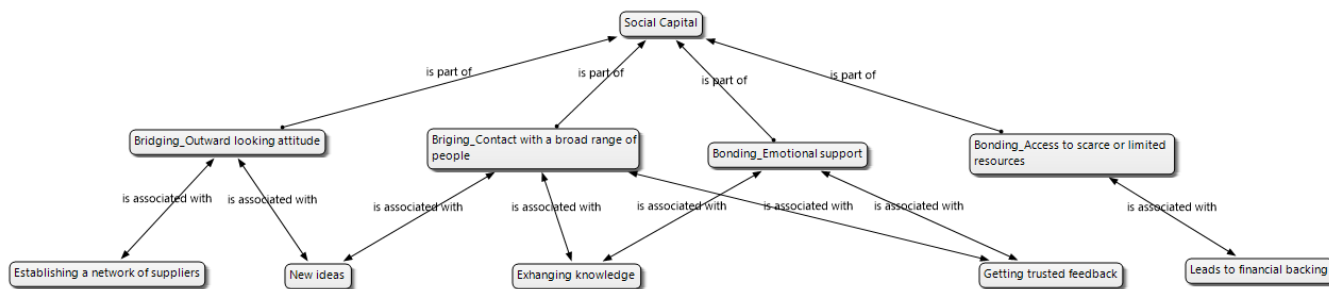 Social Capital
is part of
is part of
is part of
is part of
Bridging_Outward looking attitude
Briging_Contact with a broad range of
people
Bonding_Emotional support
Bonding_Access to scarce or limited
resources
is associated with
is associated with
is associated with
is associated with
is associated with
is associated with
is associated with
is associated with
Establishing a network of suppliers
New ideas
Exhanging knowledge
Getting trusted feedback
Leads to financial backing